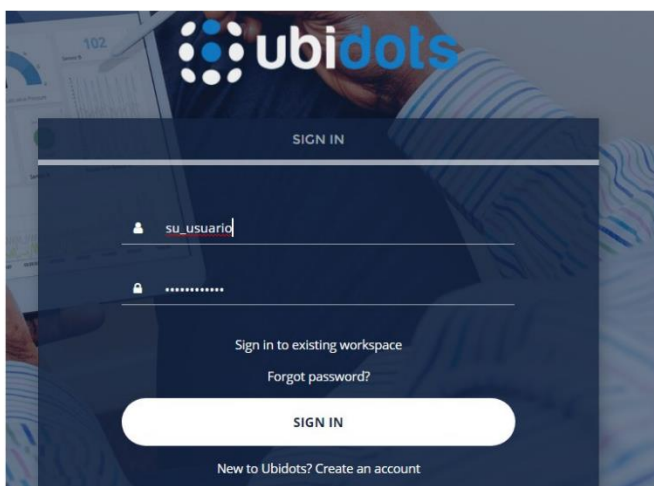 102
ubidots
SIGN IN
su_usuario
............
Sign in to existing workspace
Forgot password?
SIGN IN
New to Ubidots? Create an account